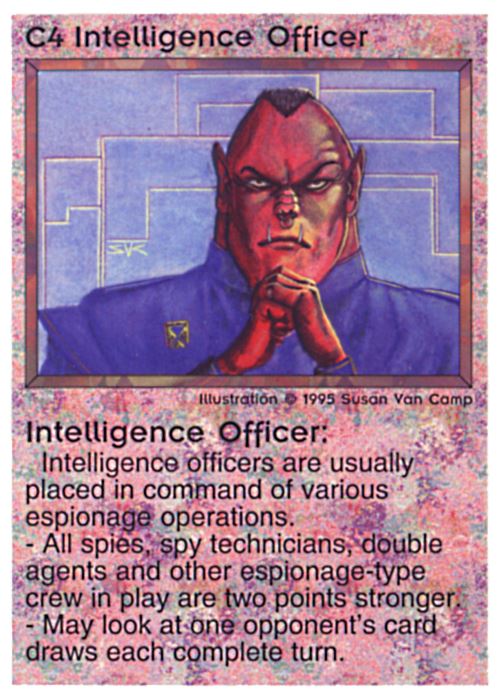 C4 Intelligence Officer
SVC
Illustration © 1995 Susan Van Camp
Intelligence Officer:
Intelligence officers are usually
placed in command of various
espionage operations.
- All spies, spy technicians, double
agents and other espionage-type
crew in play are two points stronger.
- May look at one opponent's card
draws each complete turn.